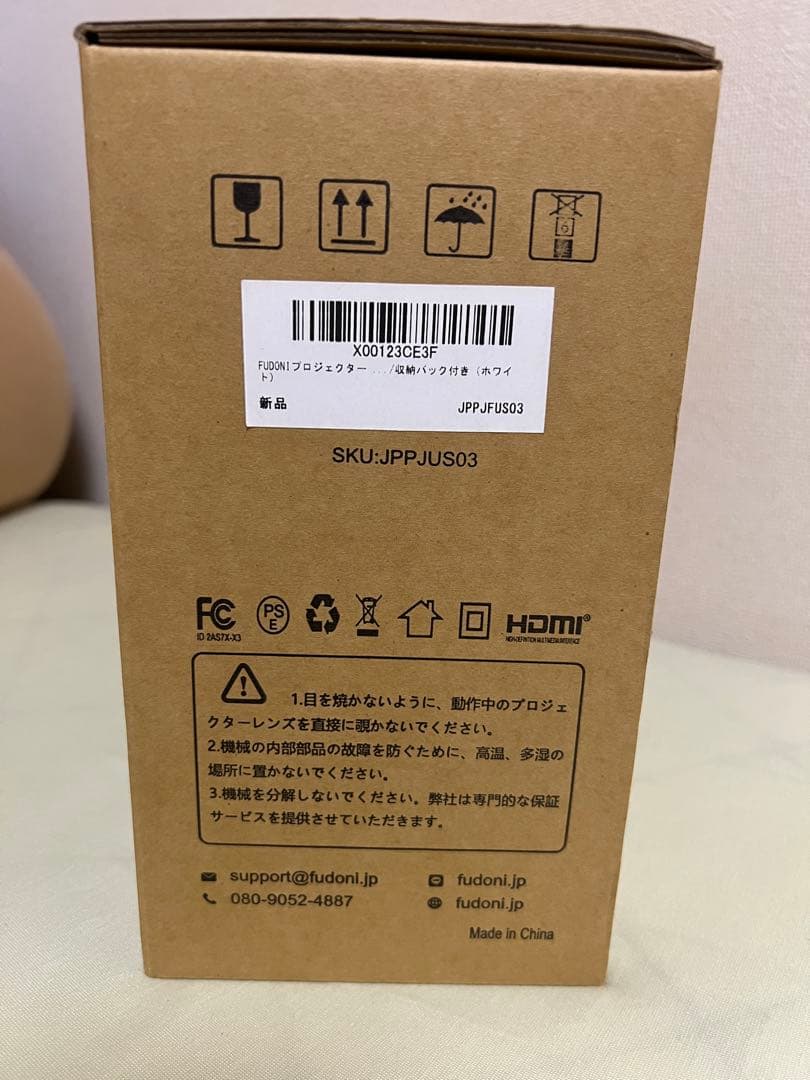 6
X00123CE3F
FUDONIプロジェクター .../収納バック付き (ホワイ
ト)
新品 JPPJFUS03
SKU:JPPJUS03
FC PS E HDMI®
ID 2AS7X-X3 HIGH-DEFINITION MULTIMEDIA INTERFACE
1.目を焼かないように、動作中のプロジェ
クターレンズを直接に覗かないでください。
2.機械の内部部品の故障を防ぐために、高温、多湿の
場所に置かないでください。
3.機械を分解しないでください。弊社は専門的な保証
サービスを提供させていただきます。
support@fudoni.jp fudoni.jp
080-9052-4887 fudoni.jp
Made in China